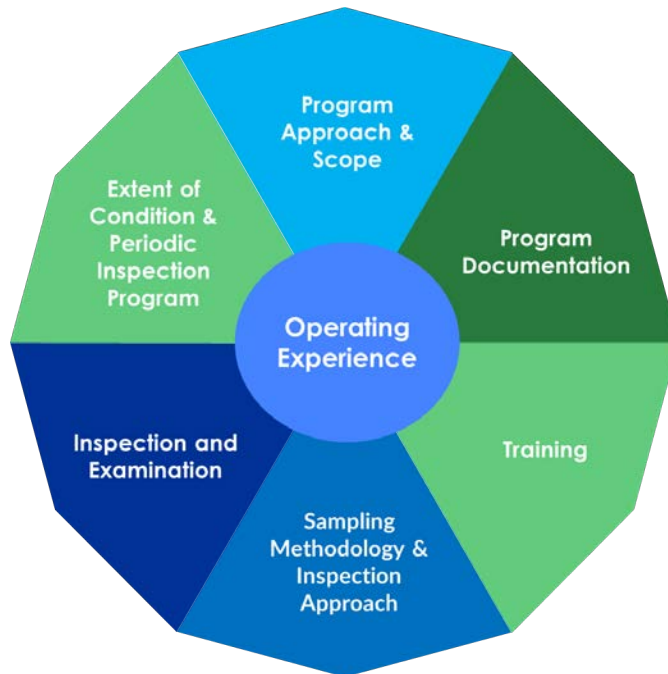 Program
Approach &
Scope
Program
Documentation
Training
Sampling
Methodology &
Inspection
Approach
Inspection and
Examination
Extent of
Condition &
Periodic
Inspection
Program
Operating
Experience